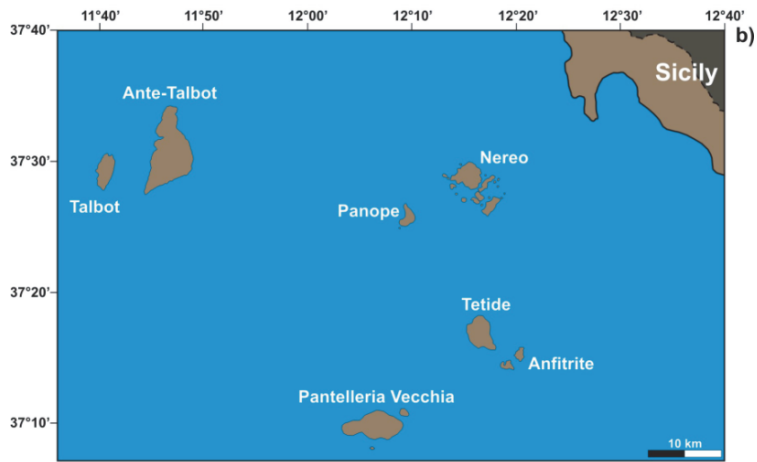 11°40’ 11°50’ 12°00’ 12°10’ 12°20’ 12°30’ 12°40’
37°40’
b)
Sicily
Ante-Talbot
37°30’
Nereo
Talbot
Panope
37°20’
Tetide
Anfitrite
Pantelleria Vecchia
37°10’
10 km